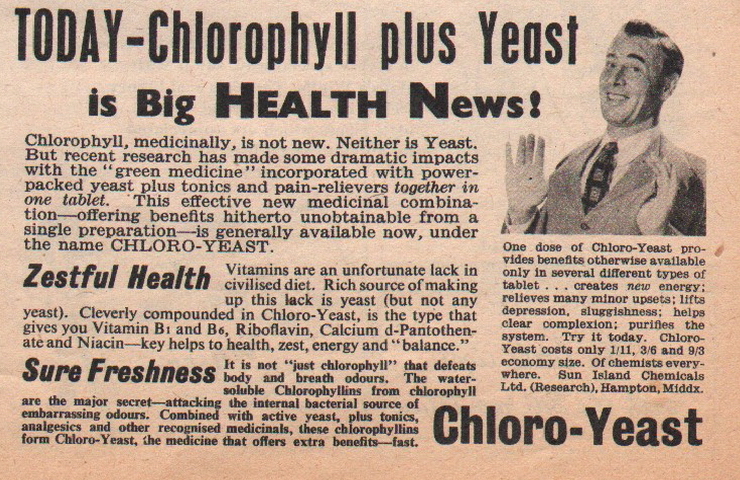 TODAY-Chlorophyll plus Yeast
is Big HEALTH News!
Chlorophyll, medicinally, is not new. Neither is Yeast.
But recent research has made some dramatic impacts
with the "green medicine" incorporated with power-
packed yeast plus tonics and pain-relievers together in
one tablet. This effective new medicinal combina-
tion—offering benefits hitherto unobtainable from a
single preparation—is generally available now, under
the name CHLORO-YEAST.
Zestful Health
Vitamins are an unfortunate lack in
civilised diet. Rich source of making
up this lack is yeast (but not any
yeast). Cleverly compounded in Chloro-Yeast, is the type that
gives you Vitamin B1 and B6, Riboflavin, Calcium d-Pantothen-
ate and Niacin—key helps to health, zest, energy and "balance."
Sure Freshness
It is not "just chlorophyll" that defeats
body and breath odours. The water-
soluble Chlorophyllins from chlorophyll
are the major secret—attacking the internal bacterial source of
embarrassing odours. Combined with active yeast, plus tonics,
analgesics and other recognised medicinals, these chlorophyllins
form Chloro-Yeast, the medicine that offers extra benefits—fast.
One dose of Chloro-Yeast pro-
vides benefits otherwise available
only in several different types of
tablet . . . creates new energy;
relieves many minor upsets; lifts
depression, sluggishness; helps
clear complexion; purifies the
system. Try it today. Chloro-
Yeast costs only 1/11, 3/6 and 9/3
economy size. Of chemists every-
where. Sun Island Chemicals
Ltd. (Research), Hampton, Middx.
Chloro-Yeast